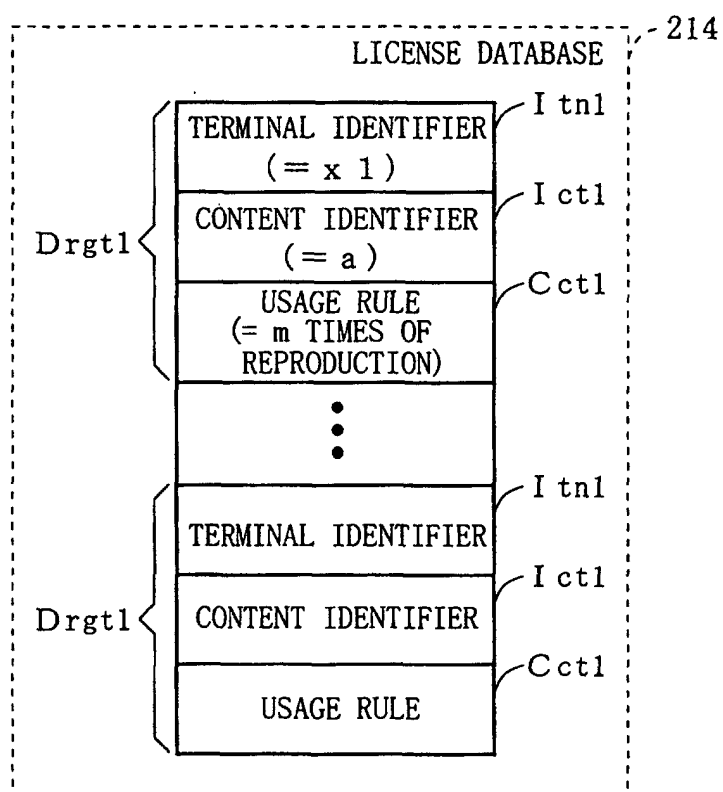 214
LICENSE DATABASE
I tn1
TERMINAL IDENTIFIER
(= x 1)
I ct1
CONTENT IDENTIFIER
(= a)
Drgt1
C ct1
USAGE RULE
(= m TIMES OF
REPRODUCTION)
I tn1
TERMINAL IDENTIFIER
I ct1
CONTENT IDENTIFIER
Drgt1
C ct1
USAGE RULE